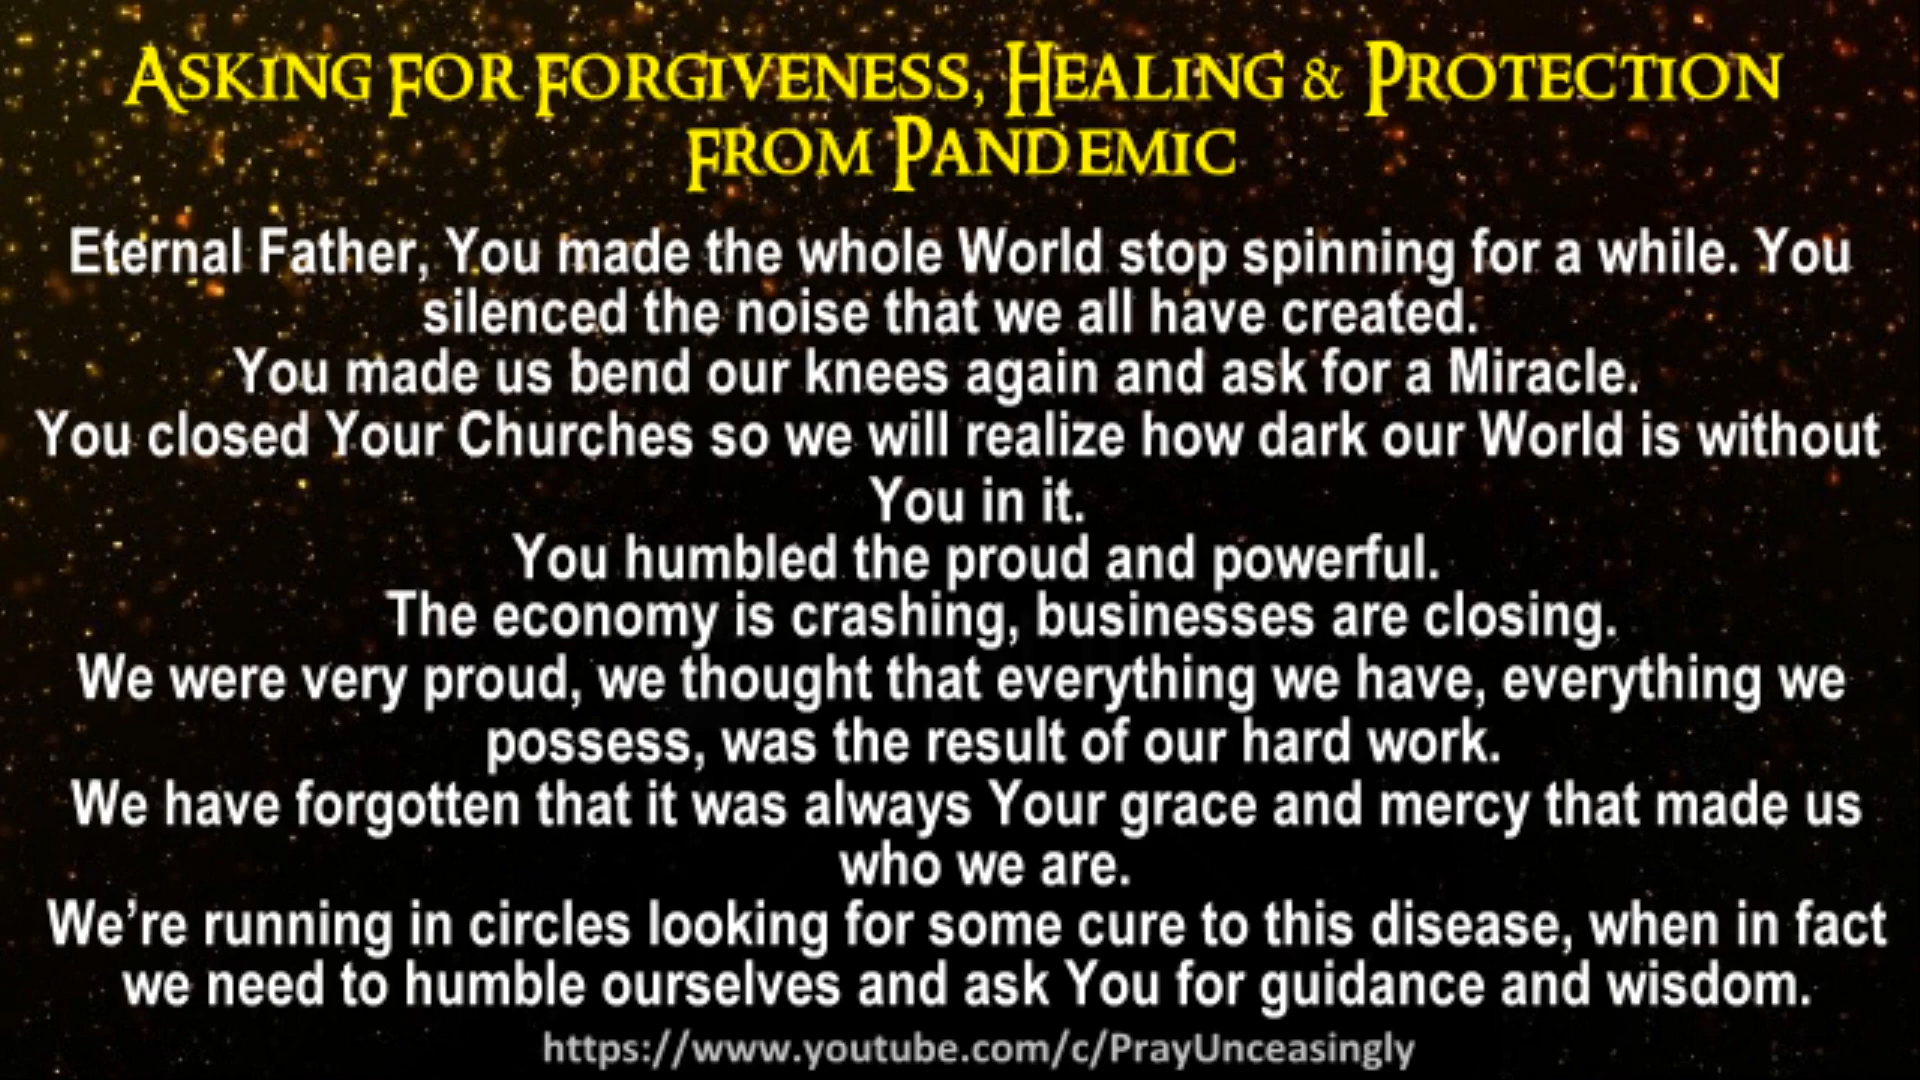 Asking for forgiveness, Healing & Protection
from Pandemic
Eternal Father, You made the whole World stop spinning for a while. You
silenced the noise that we all have created.
You made us bend our knees again and ask for a Miracle.
You closed Your Churches so we will realize how dark our World is without
You in it.
You humbled the proud and powerful.
The economy is crashing, businesses are closing.
We were very proud, we thought that everything we have, everything we
possess, was the result of our hard work.
We have forgotten that it was always Your grace and mercy that made us
who we are.
We’re running in circles looking for some cure to this disease, when in fact
we need to humble ourselves and ask You for guidance and wisdom.
https://www.youtube.com/c/PrayUnceasingly